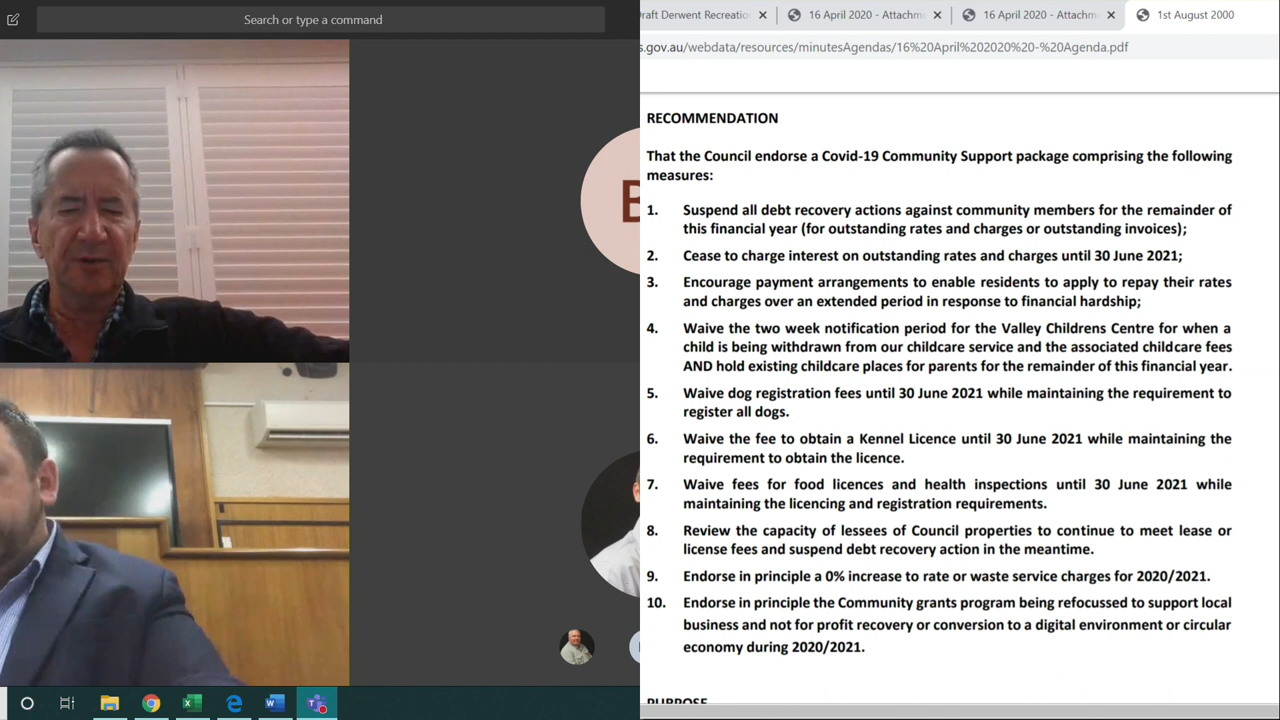 Search or type a command
Draft Derwent Recreatio
16 April 2020 - Attachm
16 April 2020 - Attachm
1st August 2000
s.gov.au/webdata/resources/minutesAgendas/16%20April%202020%20-%20Agenda.pdf
RECOMMENDATION
That the Council endorse a Covid-19 Community Support package comprising the following
measures:
1. Suspend all debt recovery actions against community members for the remainder of
this financial year (for outstanding rates and charges or outstanding invoices);
2. Cease to charge interest on outstanding rates and charges until 30 June 2021;
3. Encourage payment arrangements to enable residents to apply to repay their rates
and charges over an extended period in response to financial hardship;
4. Waive the two week notification period for the Valley Childrens Centre for when a
child is being withdrawn from our childcare service and the associated childcare fees
AND hold existing childcare places for parents for the remainder of this financial year.
5. Waive dog registration fees until 30 June 2021 while maintaining the requirement to
register all dogs.
6. Waive the fee to obtain a Kennel Licence until 30 June 2021 while maintaining the
requirement to obtain the licence.
7. Waive fees for food licences and health inspections until 30 June 2021 while
maintaining the licencing and registration requirements.
8. Review the capacity of lessees of Council properties to continue to meet lease or
license fees and suspend debt recovery action in the meantime.
9. Endorse in principle a 0% increase to rate or waste service charges for 2020/2021.
10. Endorse in principle the Community grants program being refocussed to support local
business and not for profit recovery or conversion to a digital environment or circular
economy during 2020/2021.
PURPOSE